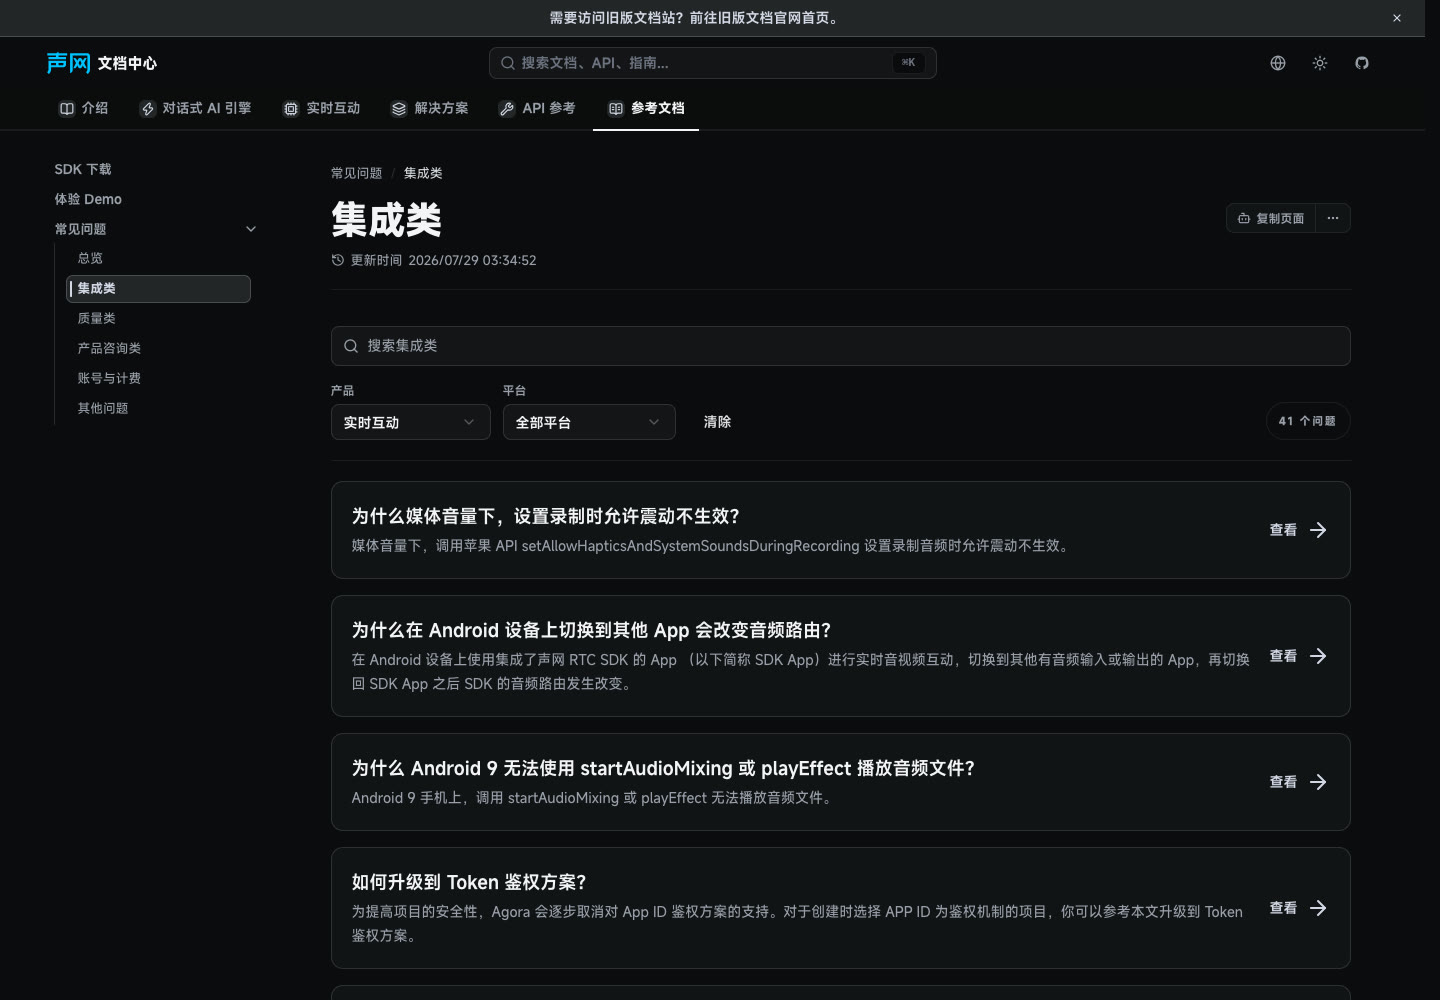 需要访问旧版文档站？前往旧版文档官网首页。
声网 文档中心
搜索文档、API、指南...
⌘K
介绍
对话式 AI 引擎
实时互动
解决方案
API 参考
参考文档
SDK 下载
体验 Demo
常见问题
总览
集成类
质量类
产品咨询类
账号与计费
其他问题
常见问题 / 集成类
集成类
复制页面
更新时间 2026/07/29 03:34:52
搜索集成类
产品
平台
实时互动
全部平台
清除
41 个问题
为什么媒体音量下，设置录制时允许震动不生效？
媒体音量下，调用苹果 API setAllowHapticsAndSystemSoundsDuringRecording 设置录制音频时允许震动不生效。
查看
为什么在 Android 设备上切换到其他 App 会改变音频路由？
在 Android 设备上使用集成了声网 RTC SDK 的 App （以下简称 SDK App）进行实时音视频互动，切换到其他有音频输入或输出的 App，再切换
回 SDK App 之后 SDK 的音频路由发生改变。
查看
为什么 Android 9 无法使用 startAudioMixing 或 playEffect 播放音频文件？
Android 9 手机上，调用 startAudioMixing 或 playEffect 无法播放音频文件。
查看
如何升级到 Token 鉴权方案？
为提高项目的安全性，Agora 会逐步取消对 App ID 鉴权方案的支持。对于创建时选择 APP ID 为鉴权机制的项目，你可以参考本文升级到 Token
鉴权方案。
查看